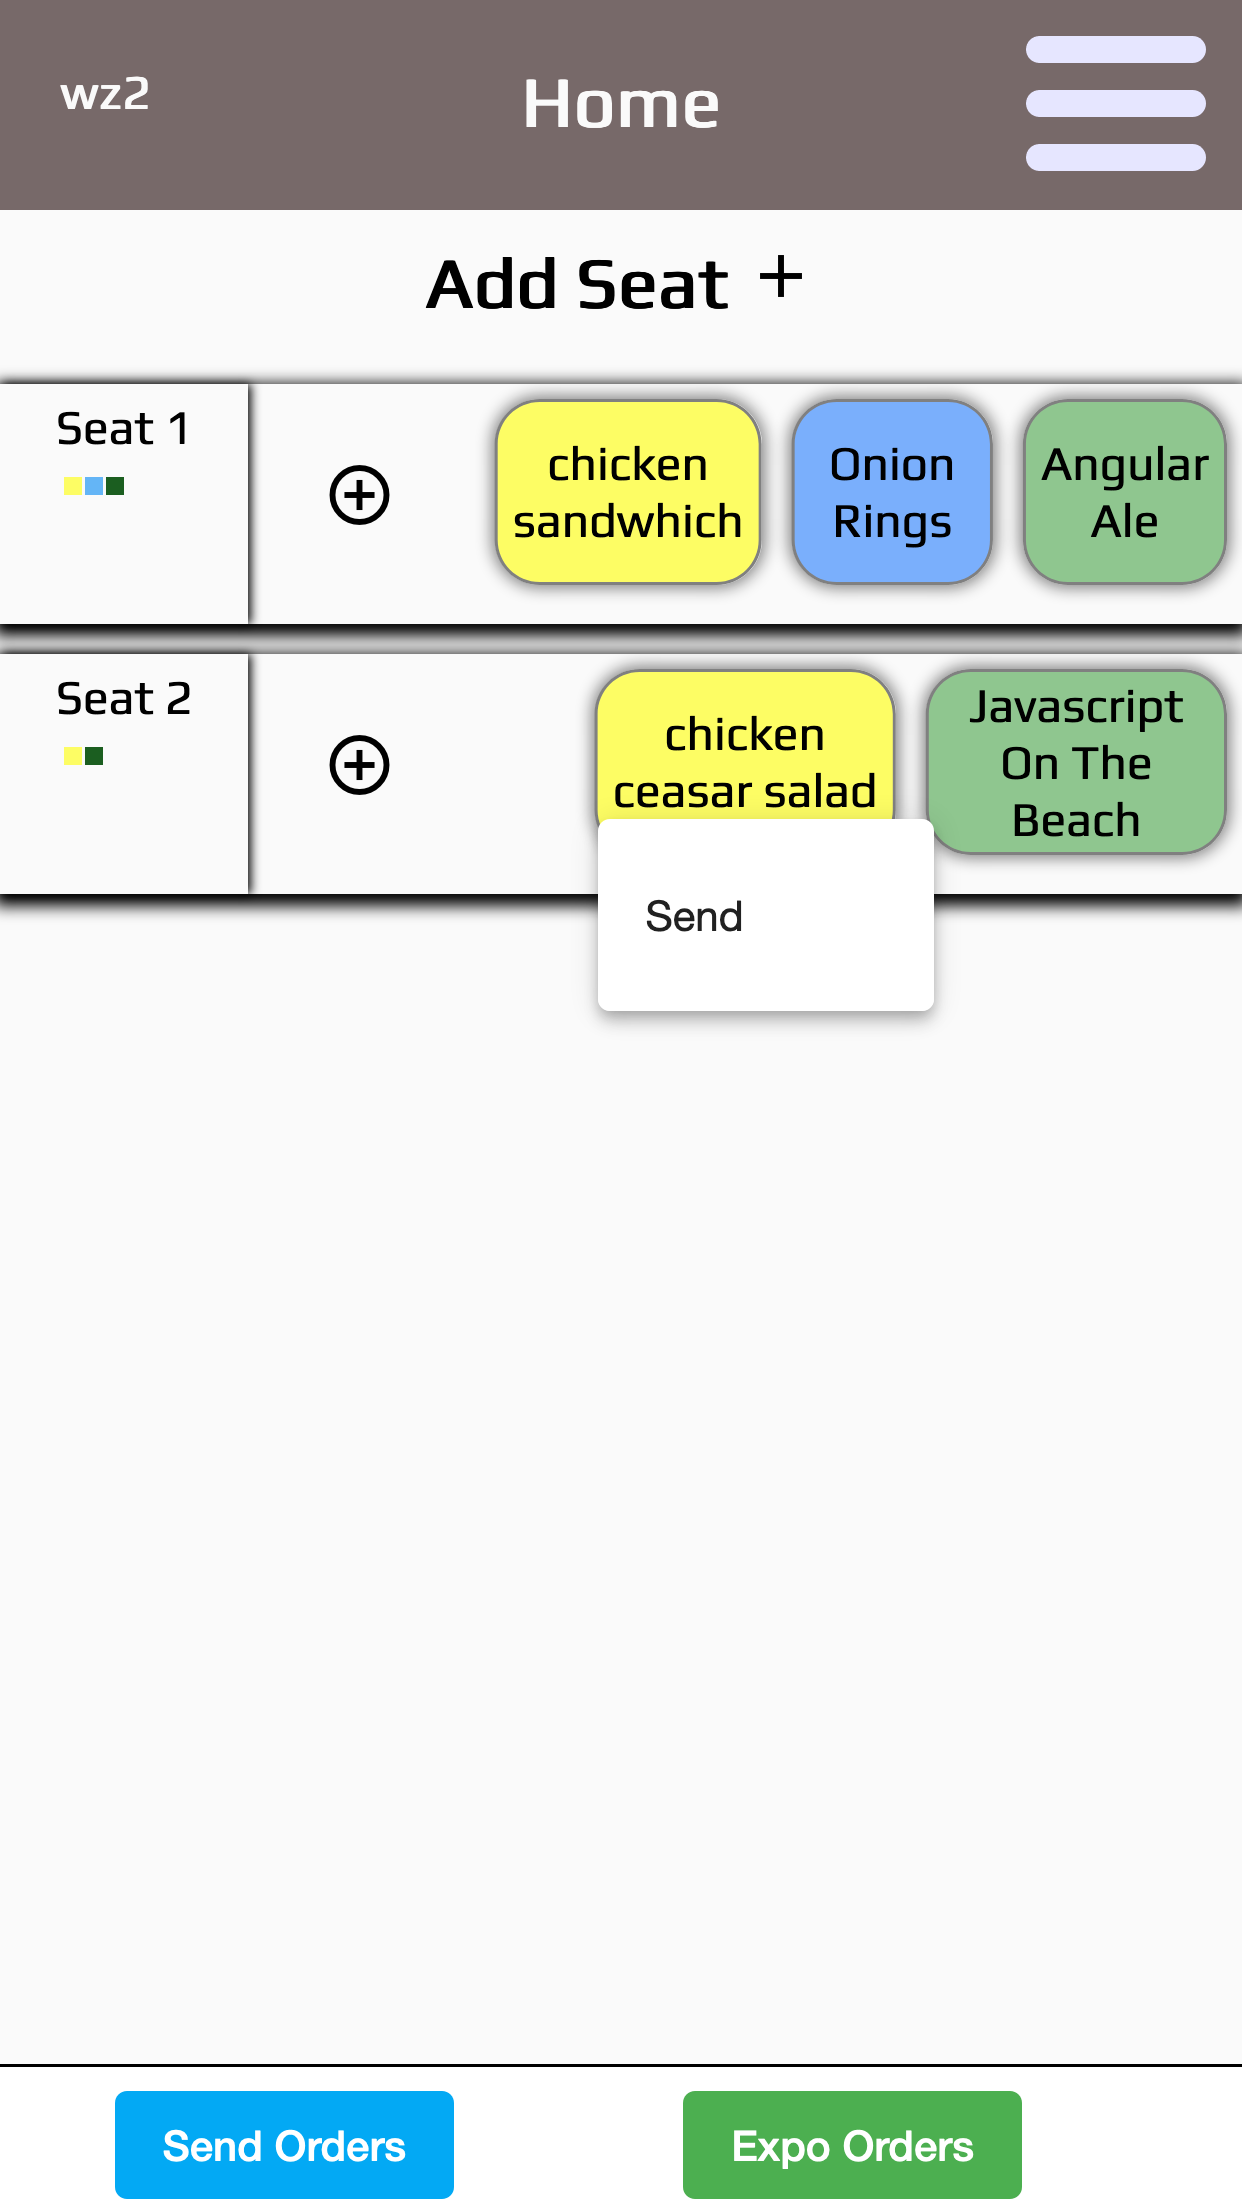 wz2
Home
Add Seat +
Seat 1
chicken
sandwhich
Onion
Rings
Angular
Ale
Seat 2
chicken
ceasar salad
Javascript
On The
Beach
Send
Send Orders
Expo Orders